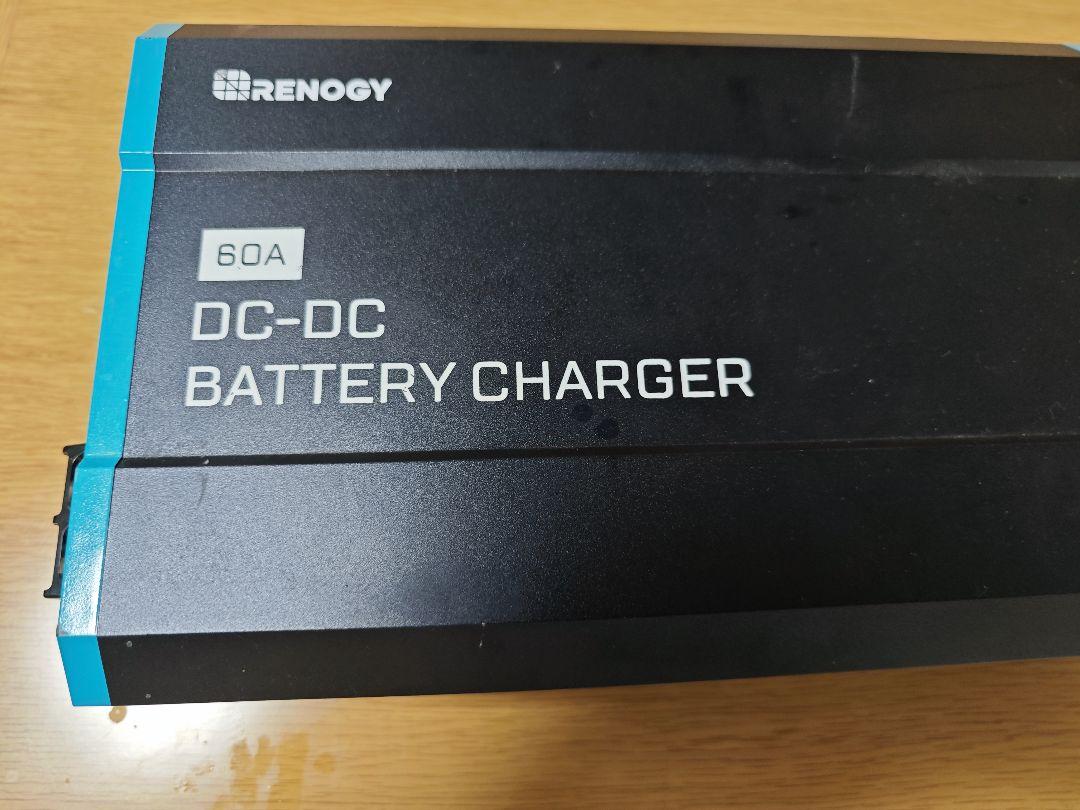 RENOGY
60A
DC-DC
BATTERY CHARGER